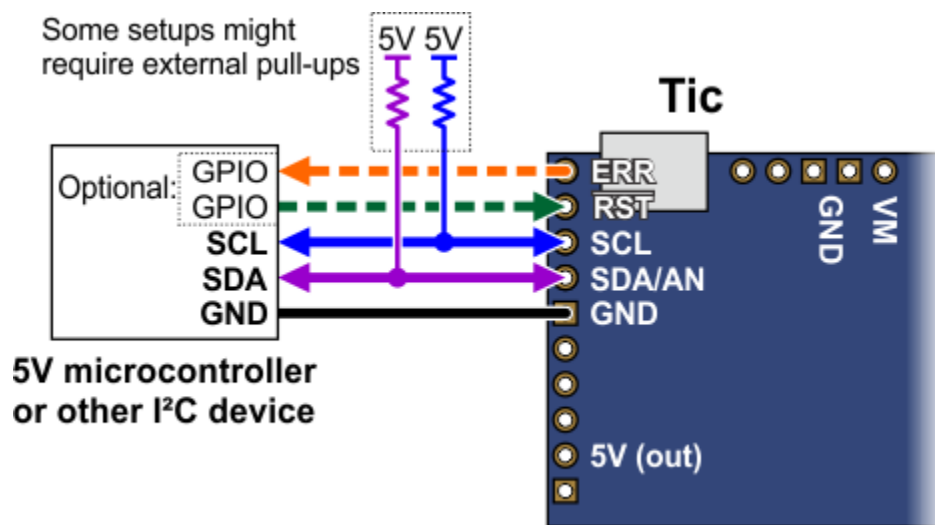 Some setups might
require external pull-ups
5V 5V
Tic
Optional:
GPIO
GPIO
SCL
SDA
GND
ERR
RST
SCL
SDA/AN
GND
GND
VM
5V (out)
5V microcontroller
or other I²C device